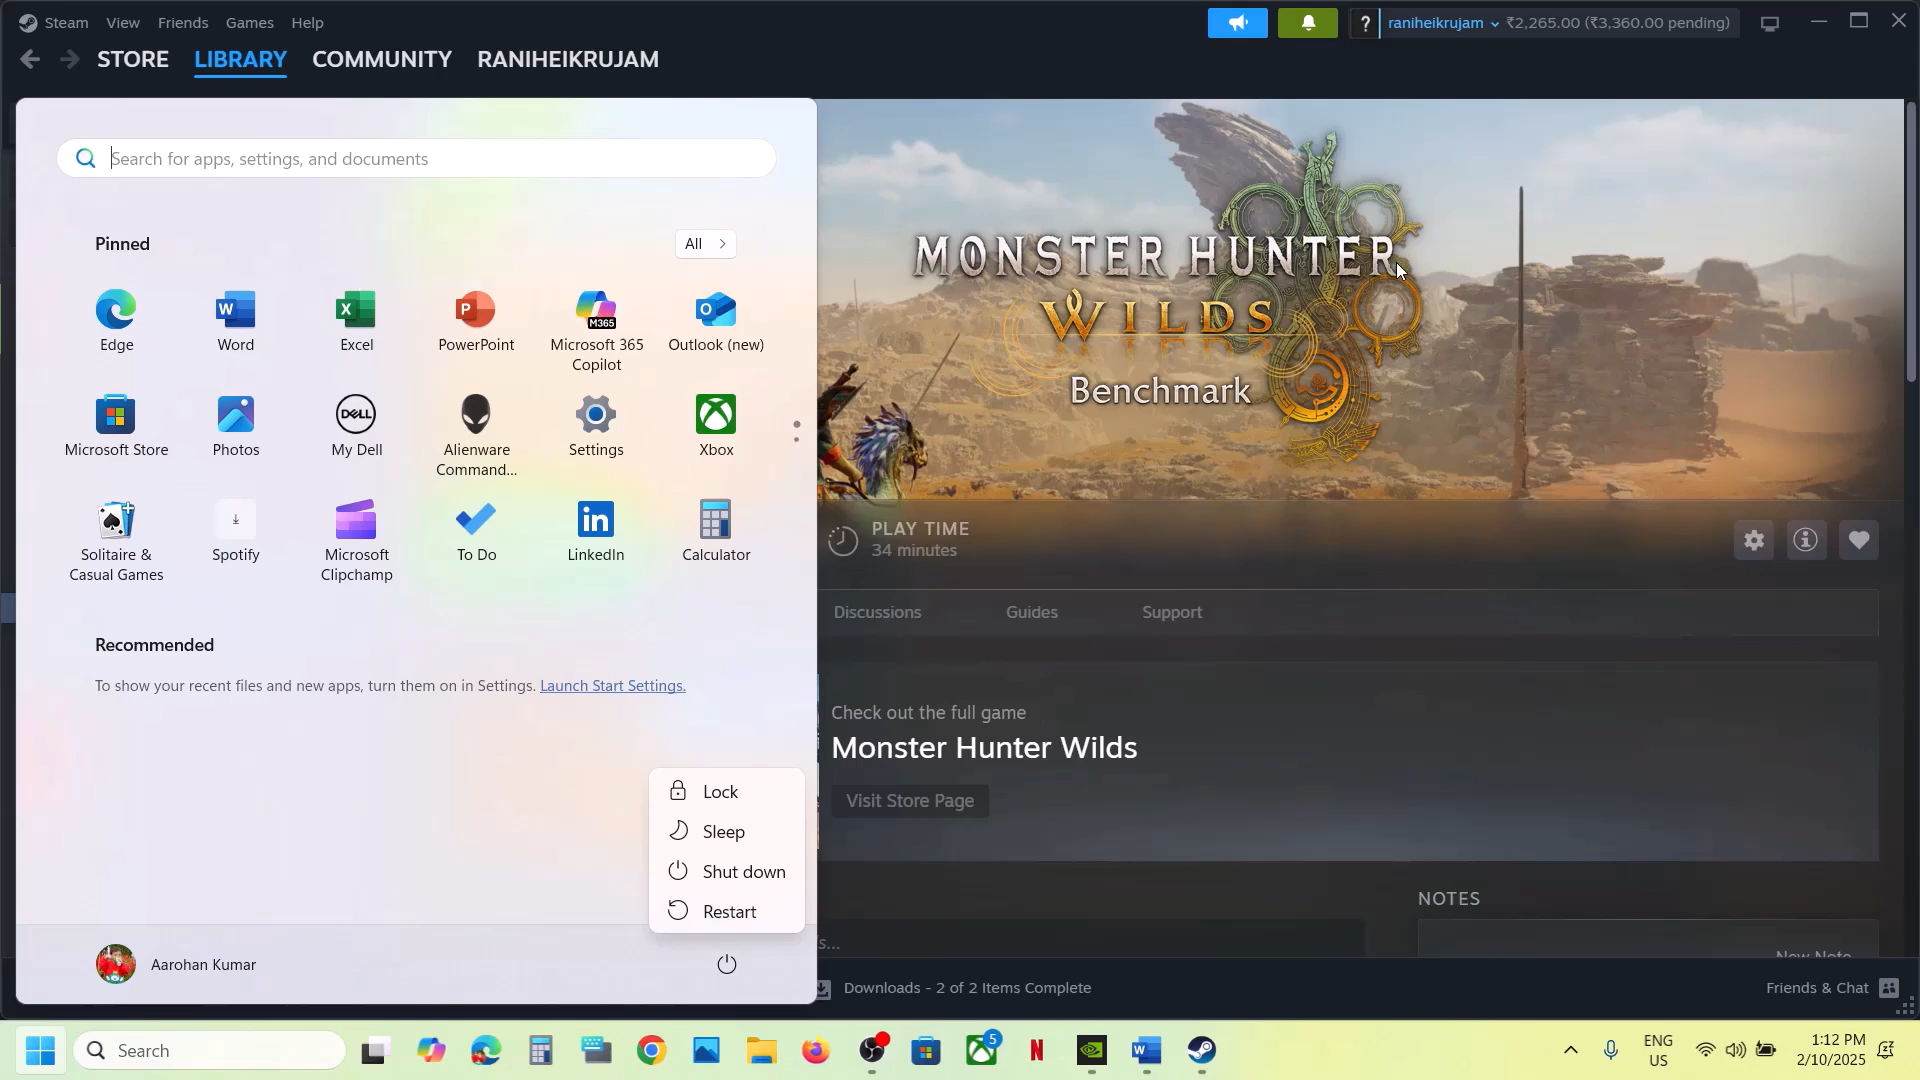 Steam View Friends Games Help
? raniheikrujam ₹2,265.00 (₹3,360.00 pending)
STORE LIBRARY COMMUNITY RANIHEIKRUJAM
Search for apps, settings, and documents
Pinned
All
Edge Word Excel PowerPoint Microsoft 365 Copilot Outlook (new)
M365
Microsoft Store Photos My Dell Alienware Command... Settings Xbox
DELL
Solitaire & Casual Games Spotify Microsoft Clipchamp To Do LinkedIn Calculator
Recommended
To show your recent files and new apps, turn them on in Settings. Launch Start Settings.
Lock
Sleep
Shut down
Restart
Aarohan Kumar
MONSTER HUNTER
WILDS
Benchmark
PLAY TIME
34 minutes
Discussions Guides Support
Check out the full game
Monster Hunter Wilds
Visit Store Page
NOTES
s...
New Note
Downloads - 2 of 2 Items Complete
Friends & Chat
Search
5
ENG
US
1:12 PM
2/10/2025